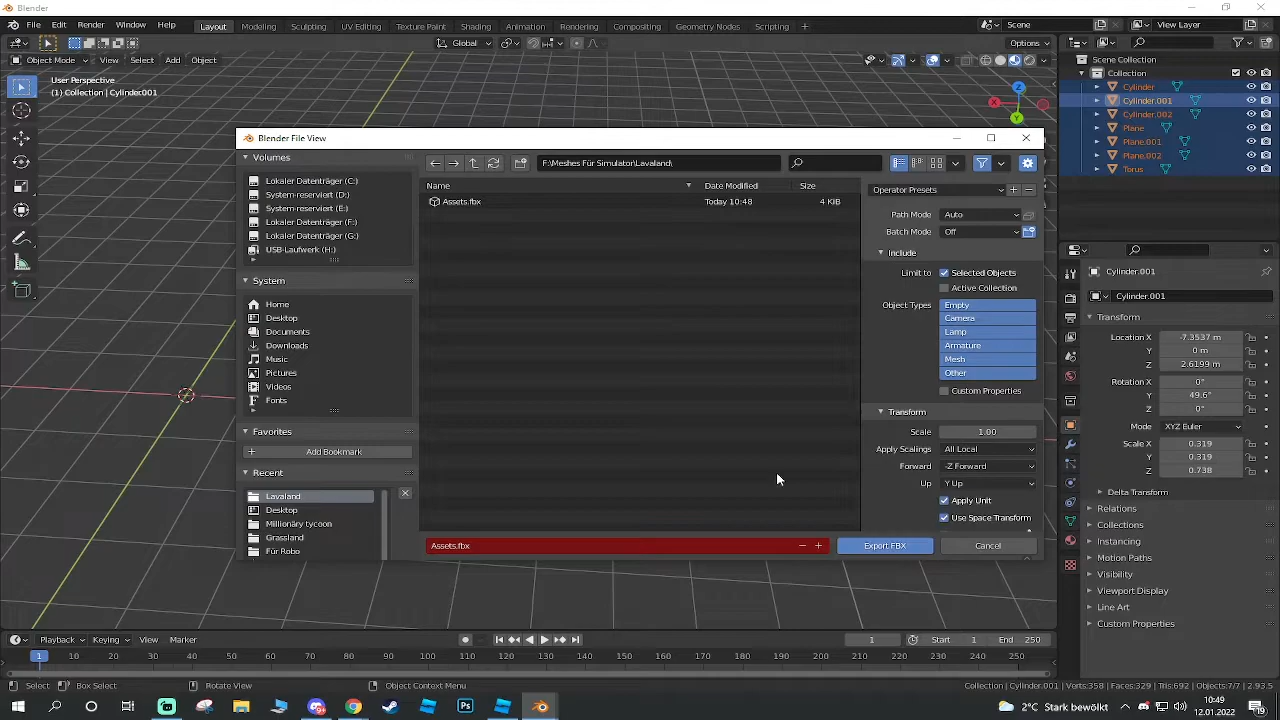 Blender
File Edit Render Window Help Layout Modeling Sculpting UV-Editing Texture Paint Shading Animation Rendering Compositing Geometry Nodes Scripting + Scene View Layer
Global Options
Object Mode View Select Add Object
User Perspective
(1) Collection | Cylinder.001
Z
X
Y
Scene Collection
Collection
Cylinder
Cylinder.001
Cylinder.002
Plane
Plane.001
Plane.002
Torus
Blender File View
Volumes
Lokaler Datenträger (C:)
System-reserviert (D:)
System-reserviert (E:)
Lokaler Datenträger (F:)
Lokaler Datenträger (G:)
USB-Laufwerk (H:)
System
Home
Desktop
Documents
Downloads
Music
Pictures
Videos
Fonts
Favorites
Add Bookmark
Recent
Lavaland
Desktop
Millionäry tycoon
Grassland
Für Robo
F:\Meshes Für Simulator\Lavaland\
Name Date Modified Size
Assets.fbx Today 10:48 4 KiB
Assets.fbx
Export FBX Cancel
Operator Presets
Path Mode Auto
Batch Mode Off
Include
Limit to Selected Objects
Active Collection
Object Types Empty
Camera
Lamp
Armature
Mesh
Other
Custom Properties
Transform
Scale 1.00
Apply Scalings All Local
Forward -Z Forward
Up Y Up
Apply Unit
Use Space Transform
Cylinder.001
Cylinder.001
Transform
Location X -7.3537 m
Y 0 m
Z 2.6199 m
Rotation X 0°
Y 49.6°
Z 0°
Mode XYZ Euler
Scale X 0.319
Y 0.319
Z 0.738
Delta Transform
Relations
Collections
Instancing
Motion Paths
Visibility
Viewport Display
Line Art
Custom Properties
Playback Keying View Marker 1 Start 1 End 250
1 10 20 30 40 50 60 70 80 90 100 110 120 130 140 150 160 170 180 190 200 210 220 230 240 250
Select Box Select Rotate View Object Context Menu Collection | Cylinder.001 | Verts:358 | Faces:329 | Tris:692 | Objects:7/7 | 2.93.5
2°C Stark bewölkt 10:49
12.01.2022